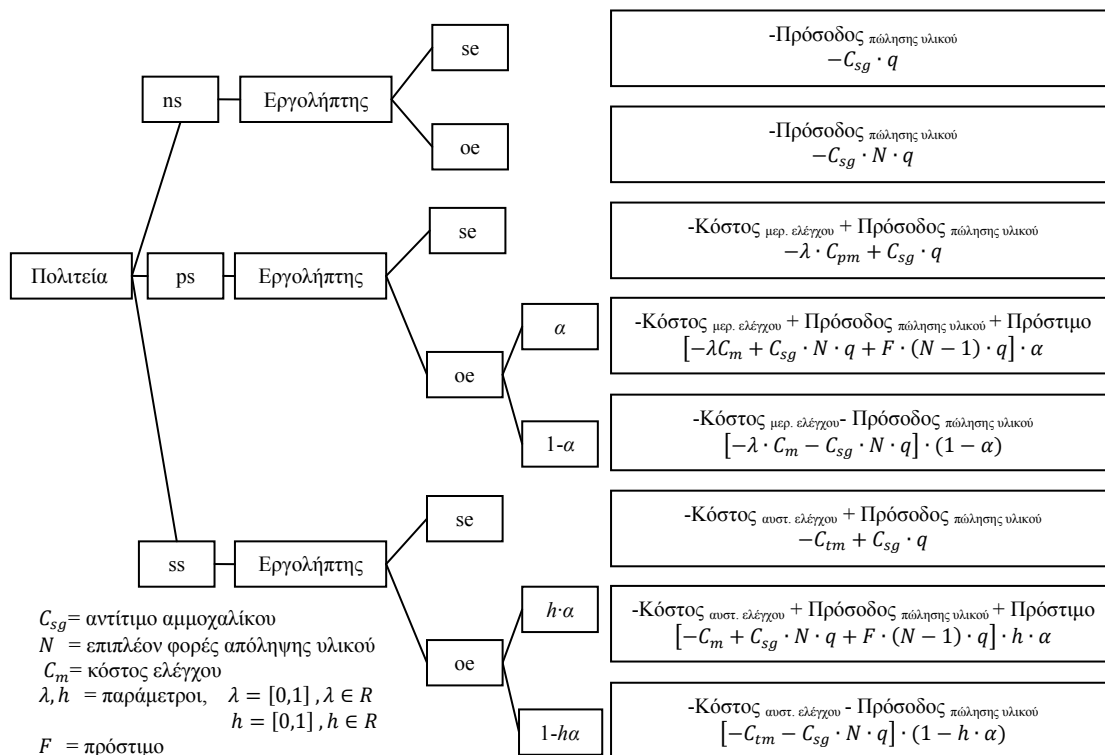 se
-Πρόσοδος πώλησης υλικού
−C_sg · q
ns
Εργολήπτης
oe
-Πρόσοδος πώλησης υλικού
−C_sg · N · q
Πολιτεία
ps
Εργολήπτης
se
-Κόστος μερ. ελέγχου + Πρόσοδος πώλησης υλικού
−λ · C_pm + C_sg · q
oe
α
-Κόστος μερ. ελέγχου + Πρόσοδος πώλησης υλικού + Πρόστιμο
[−λC_m + C_sg · N · q + F · (N − 1) · q] · α
1-α
-Κόστος μερ. ελέγχου- Πρόσοδος πώλησης υλικού
[−λ · C_m − C_sg · N · q] · (1 − α)
ss
Εργολήπτης
se
-Κόστος αυστ. ελέγχου + Πρόσοδος πώλησης υλικού
−C_tm + C_sg · q
oe
h·α
-Κόστος αυστ. ελέγχου + Πρόσοδος πώλησης υλικού + Πρόστιμο
[−C_m + C_sg · N · q + F · (N − 1) · q] · h · α
1-hα
-Κόστος αυστ. ελέγχου - Πρόσοδος πώλησης υλικού
[−C_tm − C_sg · N · q] · (1 − h · α)
C_sg= αντίτιμο αμμοχαλίκου
N = επιπλέον φορές απόληψης υλικού
C_m= κόστος ελέγχου
λ, h = παράμετροι, λ = [0,1] , λ ∈ R
h = [0,1] , h ∈ R
F = πρόστιμο